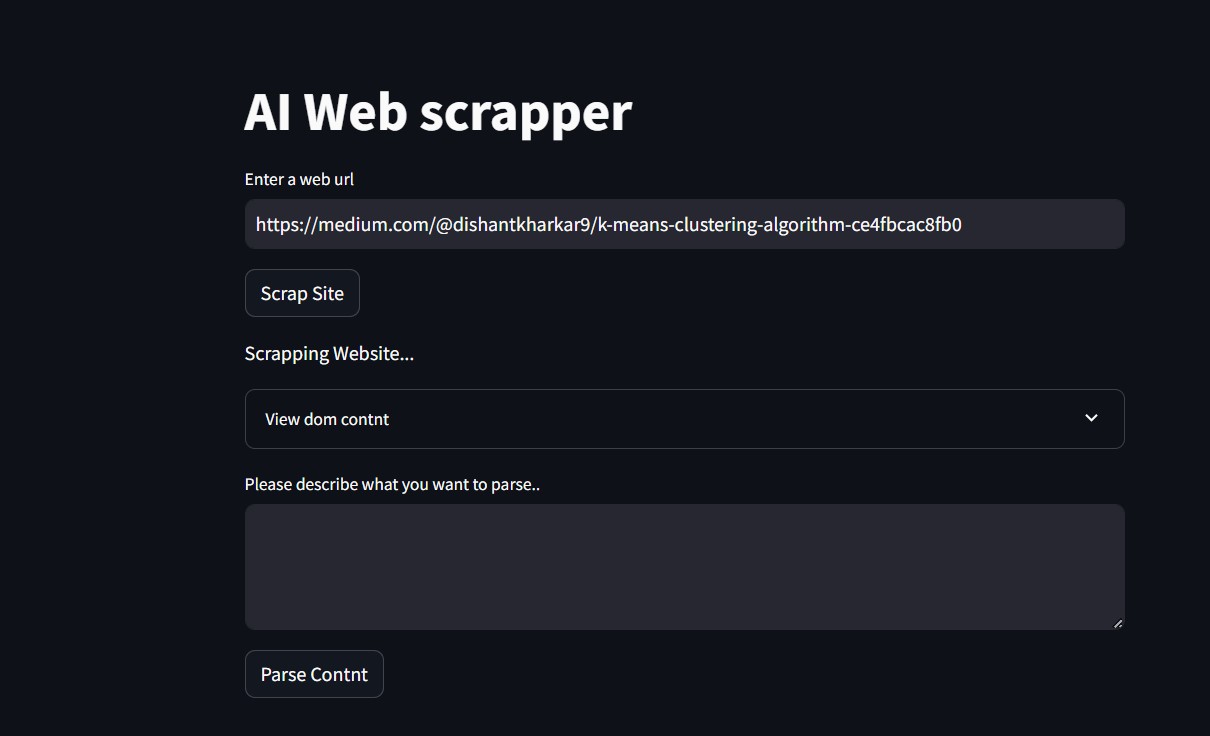 AI Web scrapper
Enter a web url
https://medium.com/@dishantkharkar9/k-means-clustering-algorithm-ce4fbcac8fb0
Scrap Site
Scrapping Website...
View dom contnt
Please describe what you want to parse..
Parse Contnt